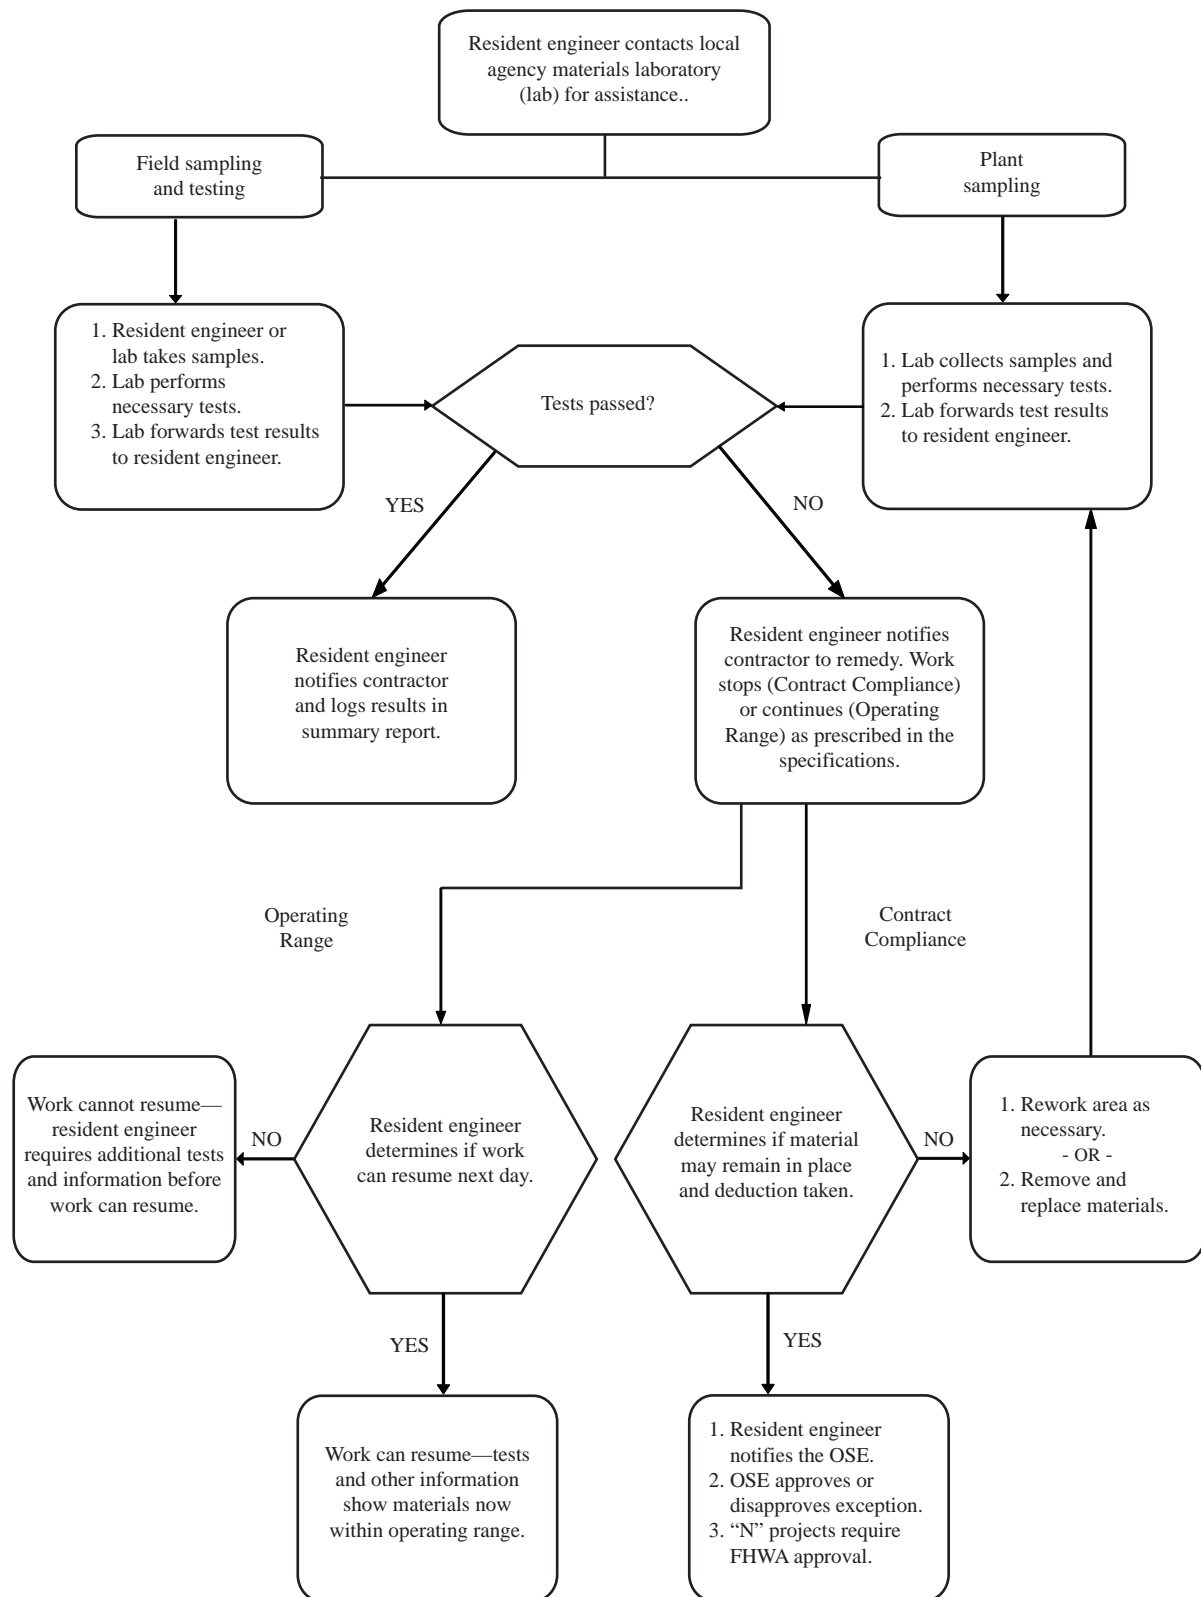 Resident engineer contacts local
agency materials laboratory
(lab) for assistance..
Field sampling
and testing
Plant
sampling
1. Resident engineer or
lab takes samples.
2. Lab performs
necessary tests.
3. Lab forwards test results
to resident engineer.
Tests passed?
1. Lab collects samples and
performs necessary tests.
2. Lab forwards test results
to resident engineer.
YES
NO
Resident engineer
notifies contractor
and logs results in
summary report.
Resident engineer notifies
contractor to remedy. Work
stops (Contract Compliance)
or continues (Operating
Range) as prescribed in the
specifications.
Operating
Range
Contract
Compliance
Work cannot resume—
resident engineer
requires additional tests
and information before
work can resume.
NO
Resident engineer
determines if work
can resume next day.
Resident engineer
determines if material
may remain in place
and deduction taken.
NO
1. Rework area as
necessary.
- OR -
2. Remove and
replace materials.
YES
YES
Work can resume—tests
and other information
show materials now
within operating range.
1. Resident engineer
notifies the OSE.
2. OSE approves or
disapproves exception.
3. “N” projects require
FHWA approval.